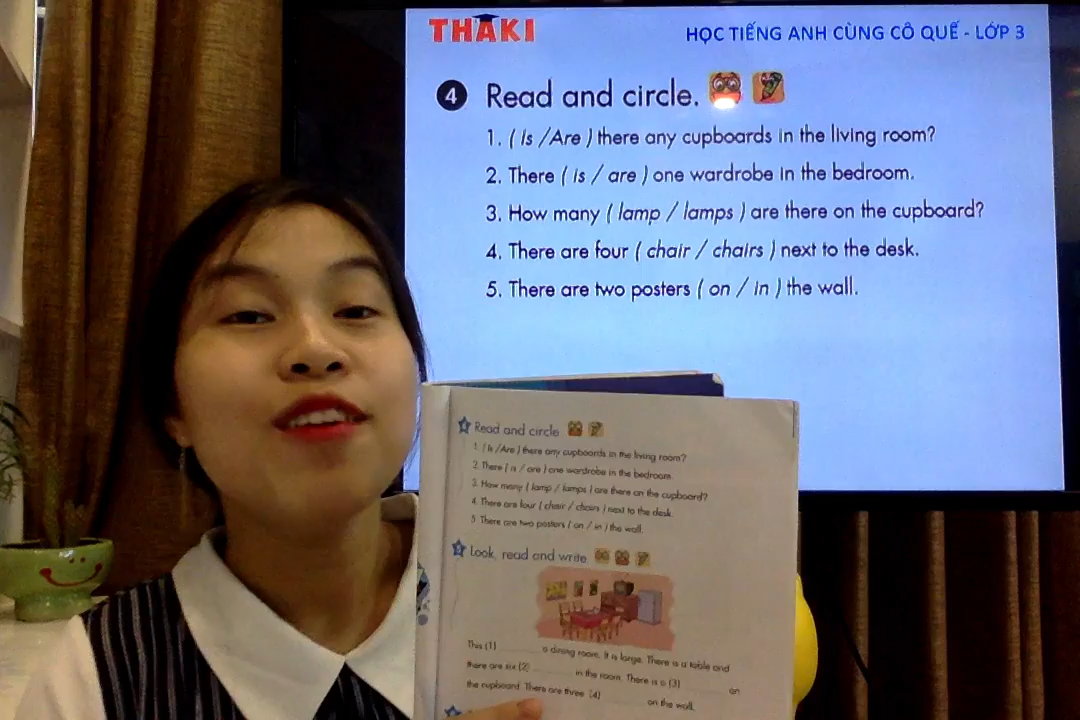 THAKI
HỌC TIẾNG ANH CÙNG CÔ QUẾ - LỚP 3
4 Read and circle.
1. ( Is /Are ) there any cupboards in the living room?
2. There ( is / are ) one wardrobe in the bedroom.
3. How many ( lamp / lamps ) are there on the cupboard?
4. There are four ( chair / chairs ) next to the desk.
5. There are two posters ( on / in ) the wall.
4 Read and circle
1. ( Is /Are ) there any cupboards in the living room?
2. There ( is / are ) one wardrobe in the bedroom.
3. How many ( lamp / lamps ) are there on the cupboard?
4. There are four ( chair / chairs ) next to the desk.
5. There are two posters ( on / in ) the wall.
5 Look, read and write
This (1) ______ a dining room. It is large. There is a table and
there are six (2) ______ in the room. There is a (3) ______ on
the cupboard. There are three (4) ______ on the wall.